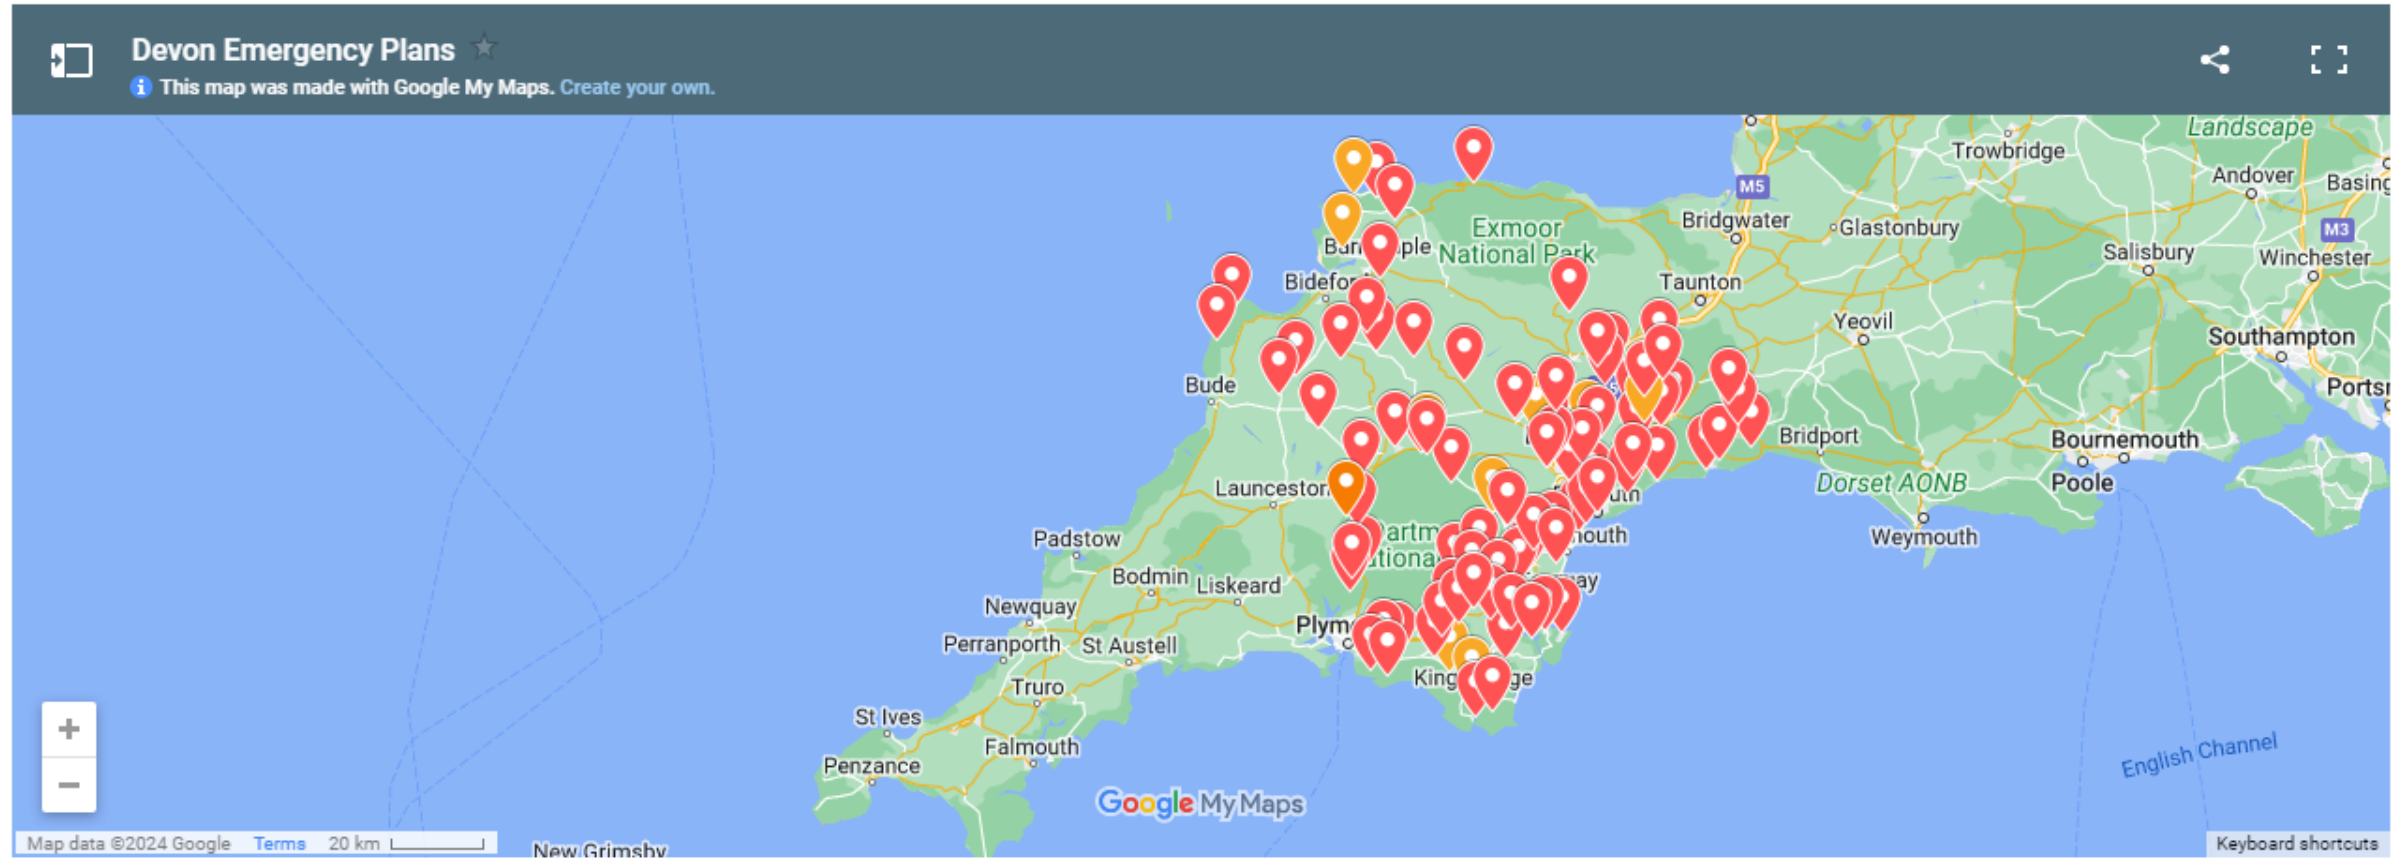 Devon Emergency Plans
This map was made with Google My Maps. Create your own.
Landscape
Trowbridge
Andover
Basing
M5
Bridgwater
Glastonbury
M3
Exmoor
National Park
Salisbury
Winchester
Bideford
Taunton
Yeovil
Southampton
Bude
Bridport
Bournemouth
Launceston
Dorset AONB
Poole
Weymouth
Padstow
Bodmin
Liskeard
Newquay
Perranporth
St Austell
Truro
St Ives
Falmouth
Penzance
English Channel
Google My Maps
+
−
Map data ©2024 Google Terms 20 km
New Grimsby
Keyboard shortcuts